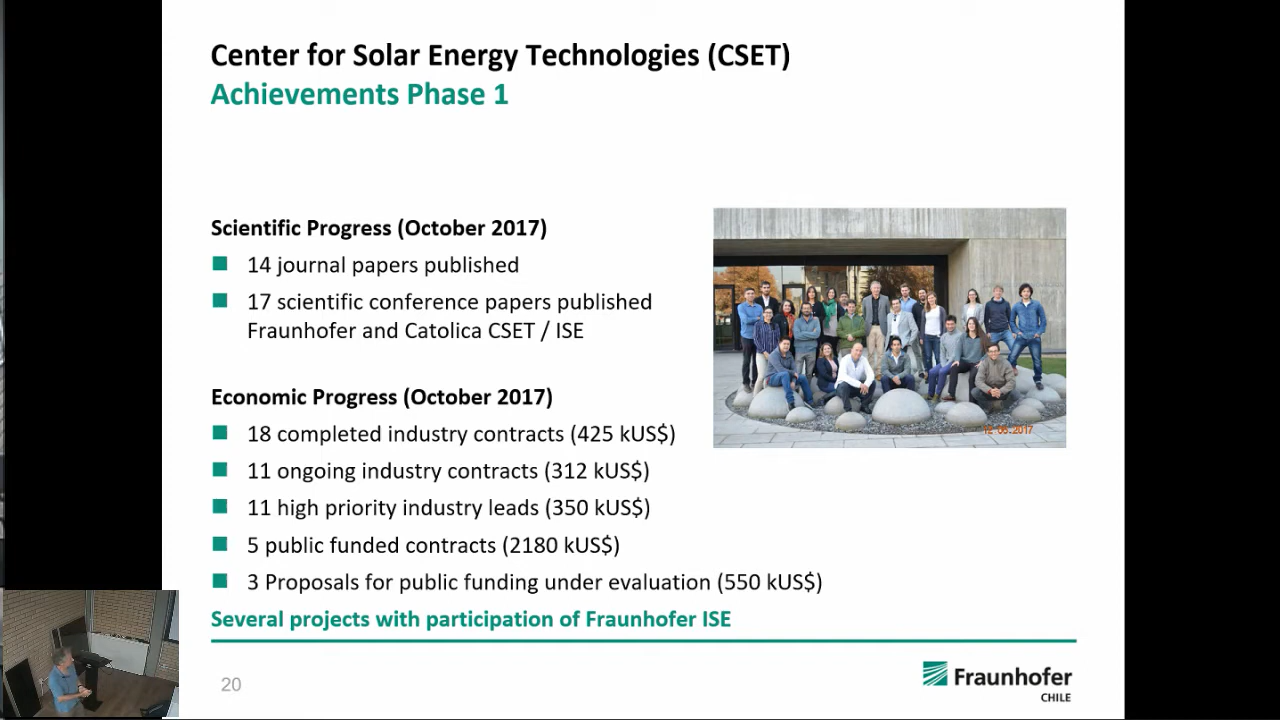 Center for Solar Energy Technologies (CSET)
Achievements Phase 1
Scientific Progress (October 2017)
14 journal papers published
17 scientific conference papers published
Fraunhofer and Catolica CSET / ISE
Economic Progress (October 2017)
18 completed industry contracts (425 kUS$)
11 ongoing industry contracts (312 kUS$)
11 high priority industry leads (350 kUS$)
5 public funded contracts (2180 kUS$)
3 Proposals for public funding under evaluation (550 kUS$)
Several projects with participation of Fraunhofer ISE
20
Fraunhofer
CHILE